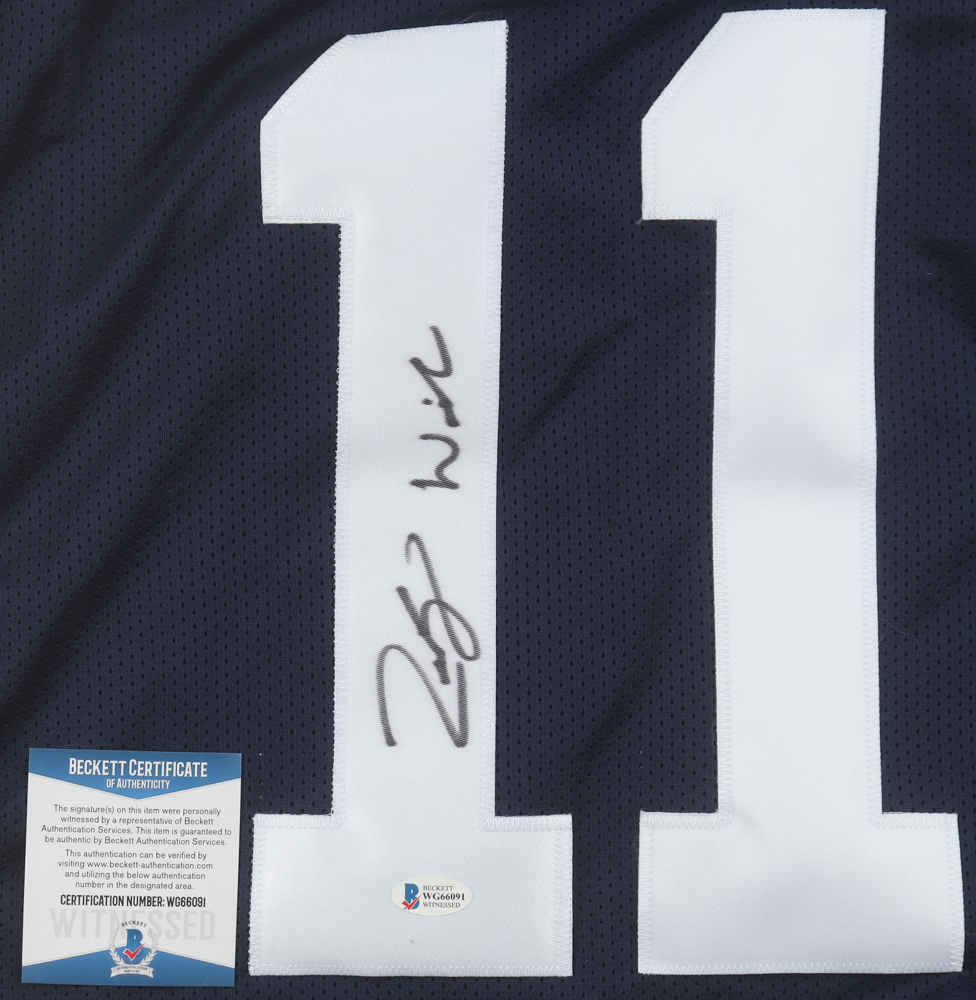 11
BECKETT CERTIFICATE
OF AUTHENTICITY
The signature(s) on this item were personally
witnessed by a representative of Beckett
Authentication Services. This item is guaranteed to
be authentic by Beckett Authentication Services.
This authentication can be verified by
visiting www.beckett-authentication.com
and utilizing the below authentication
number in the designated area.
CERTIFICATION NUMBER: WG66091
WITNESSED
BECKETT
B
BECKETT
WG66091
WITNESSED